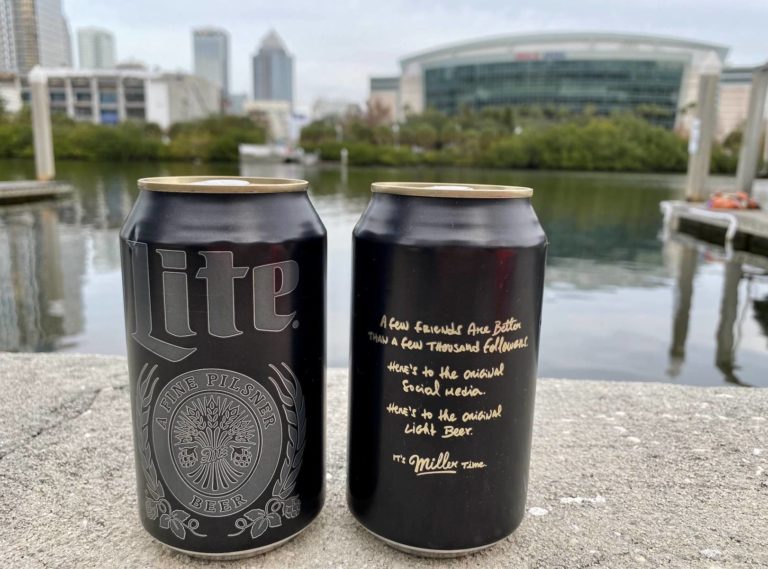 Lite
A FINE PILSNER
BEER
A few friends Are Better
THAN A few THOUSAND followers.
Here's to the original
Social Media.
Here's to the original
Light Beer.
It's Miller Time.